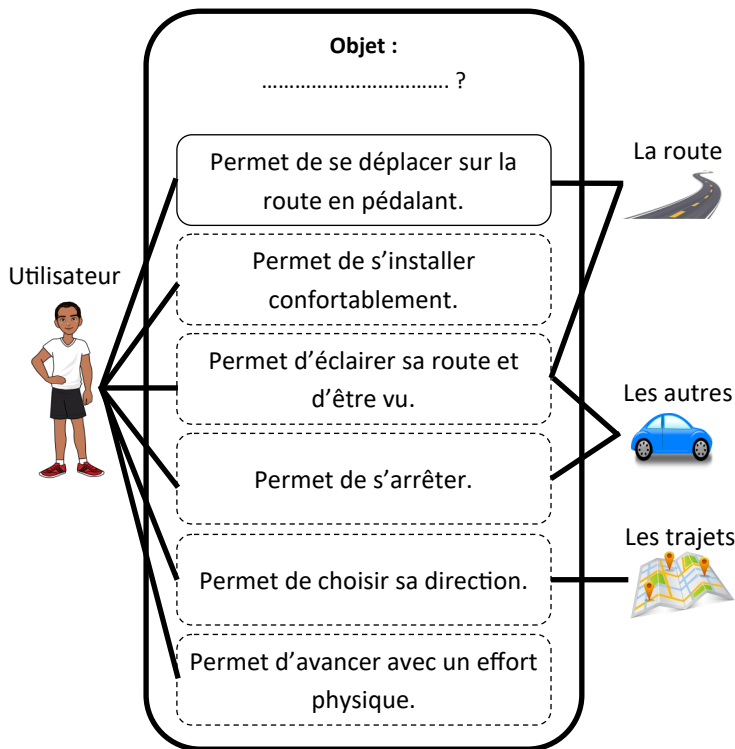 Objet :
………………………………. ?
Permet de se déplacer sur la
route en pédalant.
La route
Permet de s’installer
confortablement.
Utilisateur
Permet d’éclairer sa route et
d’être vu.
Les autres
Permet de s’arrêter.
Les trajets
Permet de choisir sa direction.
Permet d’avancer avec un effort
physique.